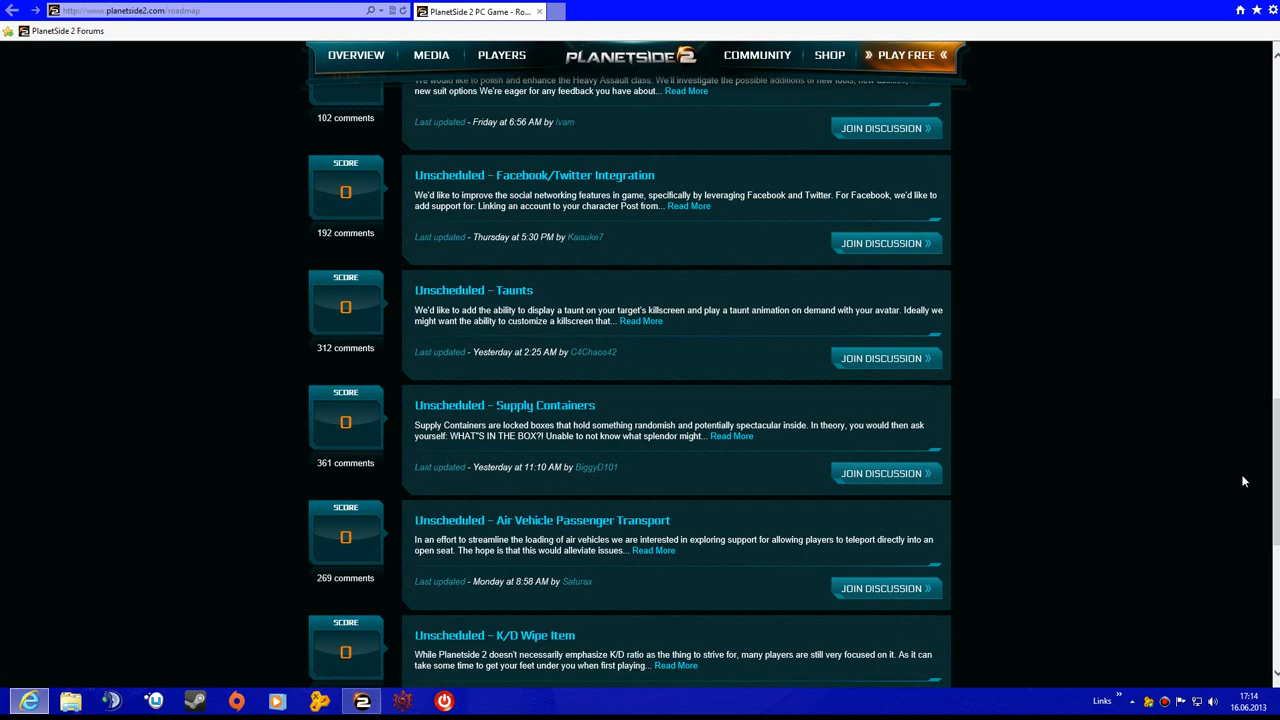 http://www.planetside2.com/roadmap
PlanetSide 2 PC Game - Ro...
PlanetSide 2 Forums
OVERVIEW
MEDIA
PLAYERS
PLANETSIDE 2
COMMUNITY
SHOP
» PLAY FREE «
We would like to polish and enhance the Heavy Assault class. We'll investigate the possible additions of new tools, new abilities,
new suit options We're eager for any feedback you have about... Read More
102 comments
Last updated - Friday at 6:56 AM by Ivam
JOIN DISCUSSION »
SCORE
0
192 comments
Unscheduled - Facebook/Twitter Integration
We'd like to improve the social networking features in game, specifically by leveraging Facebook and Twitter. For Facebook, we'd like to
add support for: Linking an account to your character Post from... Read More
Last updated - Thursday at 5:30 PM by Kaisuke7
JOIN DISCUSSION »
SCORE
0
312 comments
Unscheduled - Taunts
We'd like to add the ability to display a taunt on your target's killscreen and play a taunt animation on demand with your avatar. Ideally we
might want the ability to customize a killscreen that... Read More
Last updated - Yesterday at 2:25 AM by C4Chaos42
JOIN DISCUSSION »
SCORE
0
361 comments
Unscheduled - Supply Containers
Supply Containers are locked boxes that hold something randomish and potentially spectacular inside. In theory, you would then ask
yourself: WHAT"S IN THE BOX?! Unable to not know what splendor might... Read More
Last updated - Yesterday at 11:10 AM by BiggyD101
JOIN DISCUSSION »
SCORE
0
269 comments
Unscheduled - Air Vehicle Passenger Transport
In an effort to streamline the loading of air vehicles we are interested in exploring support for allowing players to teleport directly into an
open seat. The hope is that this would alleviate issues... Read More
Last updated - Monday at 8:58 AM by Saturax
JOIN DISCUSSION »
SCORE
0
Unscheduled - K/D Wipe Item
While Planetside 2 doesn't necessarily emphasize K/D ratio as the thing to strive for, many players are still very focused on it. As it can
take some time to get your feet under you when first playing... Read More
Links
»
17:14
16.06.2013